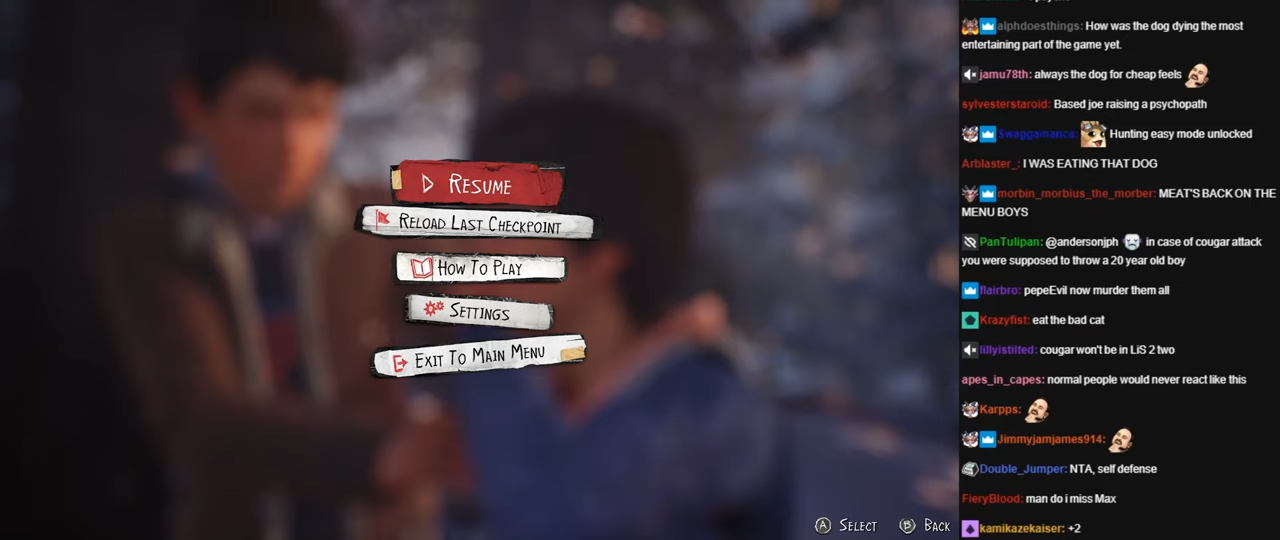 RESUME
RELOAD LAST CHECKPOINT
HOW TO PLAY
SETTINGS
EXIT TO MAIN MENU
A SELECT B BACK
alphdoesthings: How was the dog dying the most
entertaining part of the game yet.
jamu78th: always the dog for cheap feels
sylvesterstaroid: Based joe raising a psychopath
Swaggamanca: Hunting easy mode unlocked
Arblaster_: I WAS EATING THAT DOG
morbin_morbius_the_morber: MEAT'S BACK ON THE
MENU BOYS
PanTulipan: @andersonjph in case of cougar attack
you were supposed to throw a 20 year old boy
flairbro: pepeEvil now murder them all
Krazyfist: eat the bad cat
lillyistilted: cougar won't be in LiS 2 two
apes_in_capes: normal people would never react like this
Karpps:
Jimmyjamjames914:
Double_Jumper: NTA, self defense
FieryBlood: man do i miss Max
kamikazekaiser: +2